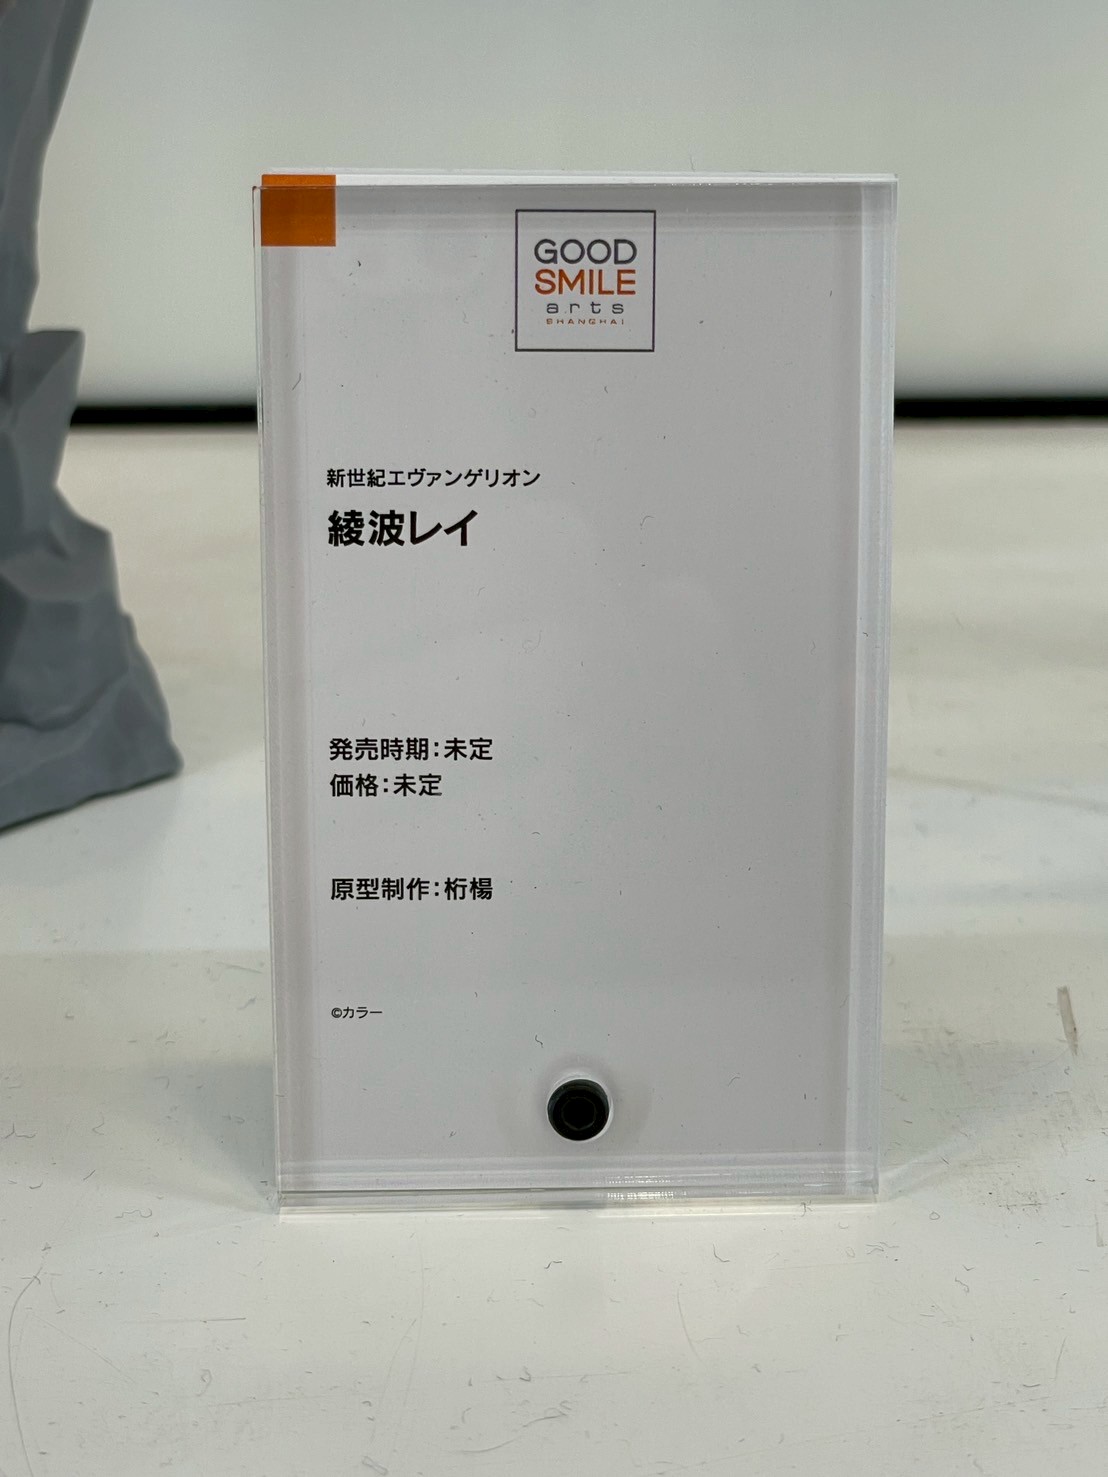 GOOD
SMILE
arts
SHANGHAI
新世紀エヴァンゲリオン
綾波レイ
発売時期：未定
価格：未定
原型制作：桁楊
©カラー